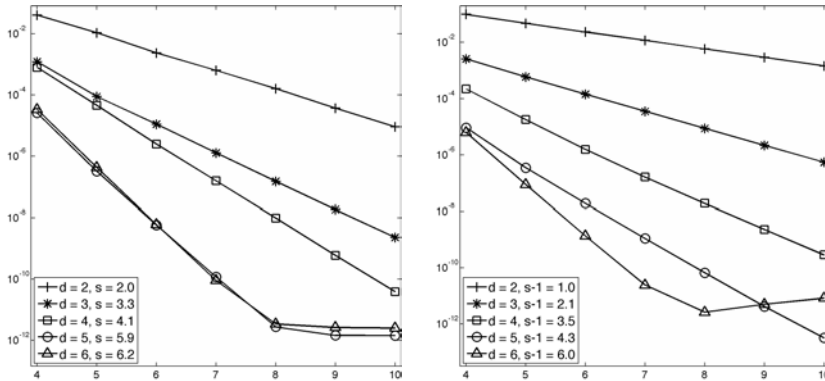 10^-2
10^-4
10^-6
10^-8
10^-10
10^-12
d = 2, s = 2.0
d = 3, s = 3.3
d = 4, s = 4.1
d = 5, s = 5.9
d = 6, s = 6.2
4 5 6 7 8 9 10
10^-2
10^-4
10^-6
10^-8
10^-11
10^-12
d = 2, s-1 = 1.0
d = 3, s-1 = 2.1
d = 4, s-1 = 3.5
d = 5, s-1 = 4.3
d = 6, s-1 = 6.0
4 5 6 7 8 9 10